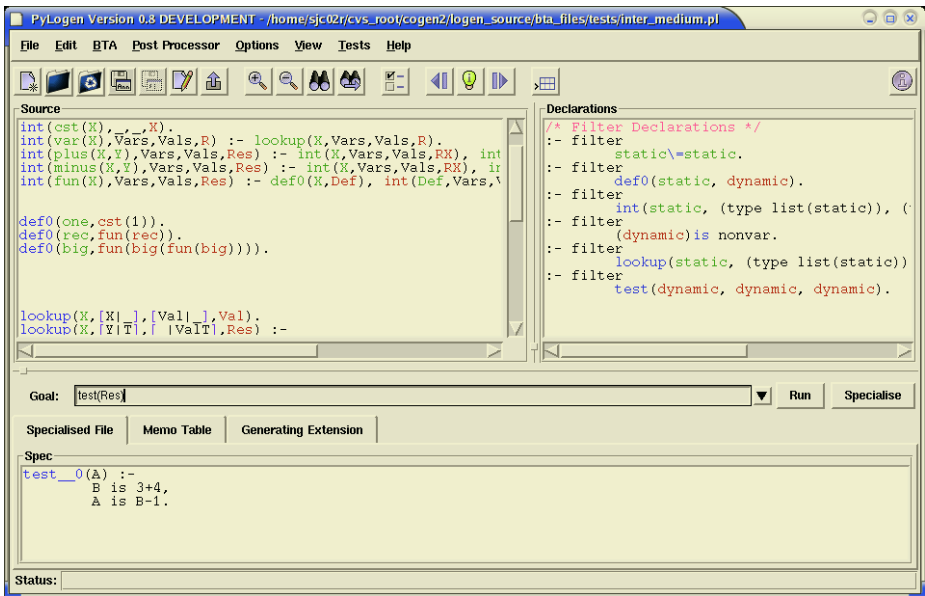 PyLogen Version 0.8 DEVELOPMENT - /home/sjc02r/cvs_root/cogen2/logen_source/bta_files/tests/inter_medium.pl
File Edit BTA Post Processor Options View Tests Help
Source
int(cst(X),_,_,X).
int(var(X),Vars,Vals,R) :- lookup(X,Vars,Vals,R).
int(plus(X,Y),Vars,Vals,Res) :- int(X,Vars,Vals,RX), int
int(minus(X,Y),Vars,Vals,Res) :- int(X,Vars,Vals,RX), in
int(fun(X),Vars,Vals,Res) :- def0(X,Def), int(Def,Vars,V
def0(one,cst(1)).
def0(rec,fun(rec)).
def0(big,fun(big(fun(big)))).
lookup(X,[X|_],[Val|_],Val).
lookup(X,[Y|T],[_|ValT],Res) :-
Declarations
/* Filter Declarations */
:- filter
static\=static.
:- filter
def0(static, dynamic).
:- filter
int(static, (type list(static)), (
:- filter
(dynamic)is nonvar.
:- filter
lookup(static, (type list(static))
:- filter
test(dynamic, dynamic, dynamic).
Goal: test(Res) Run Specialise
Specialised File Memo Table Generating Extension
Spec
test__0(A) :-
B is 3+4,
A is B-1.
Status: